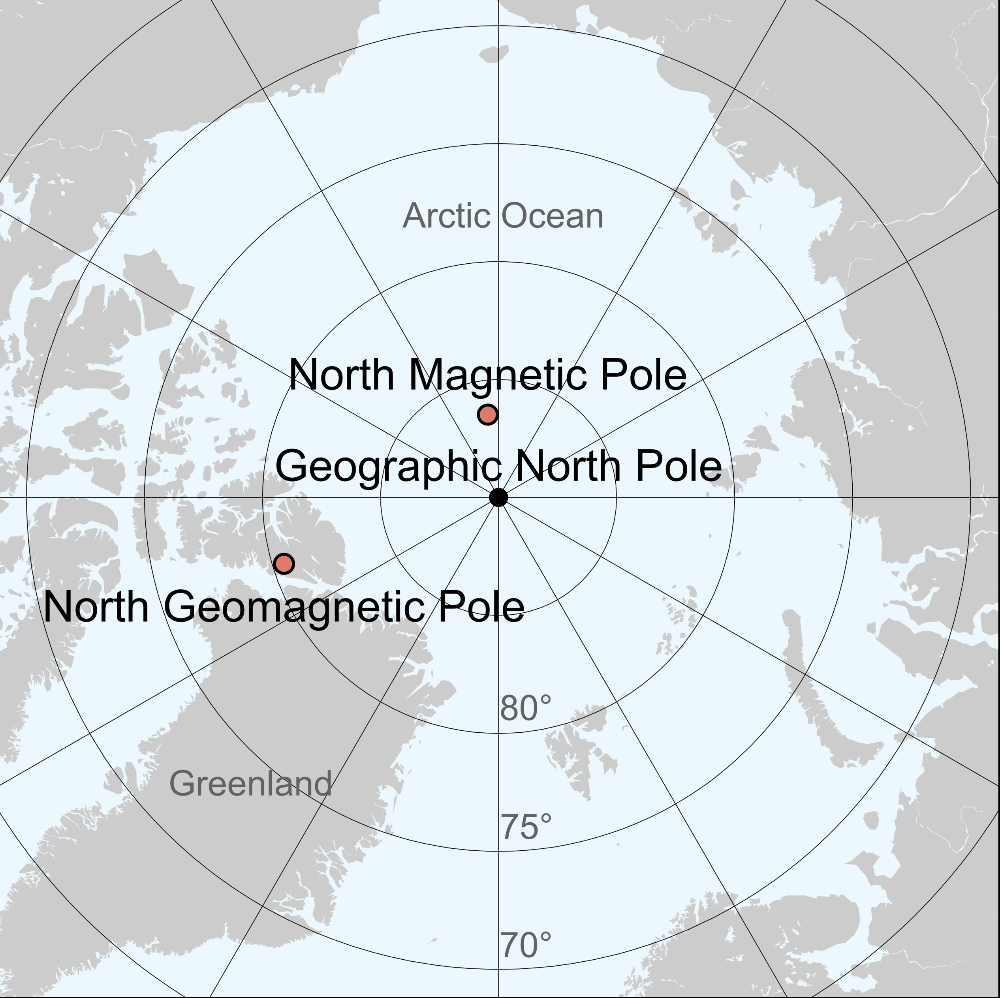 Arctic Ocean
North Magnetic Pole
Geographic North Pole
North Geomagnetic Pole
80°
Greenland
75°
70°